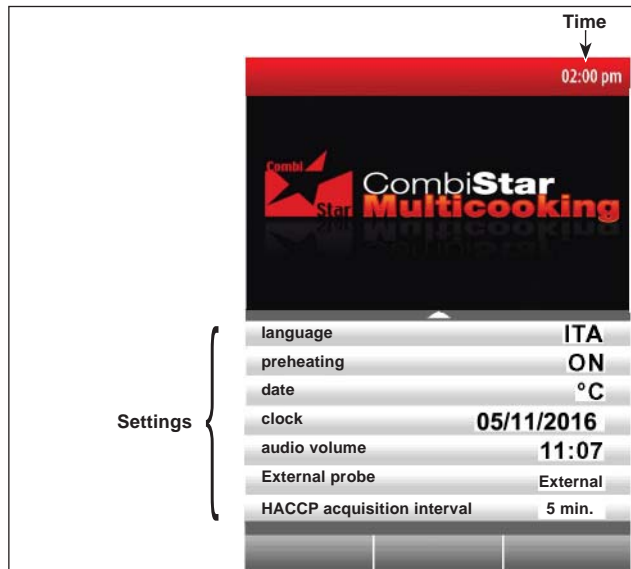 Time
02:00 pm
Combi
Star
CombiStar
Multicooking
language ITA
preheating ON
date °C
clock 05/11/2016
Settings
audio volume 11:07
External probe External
HACCP acquisition interval 5 min.